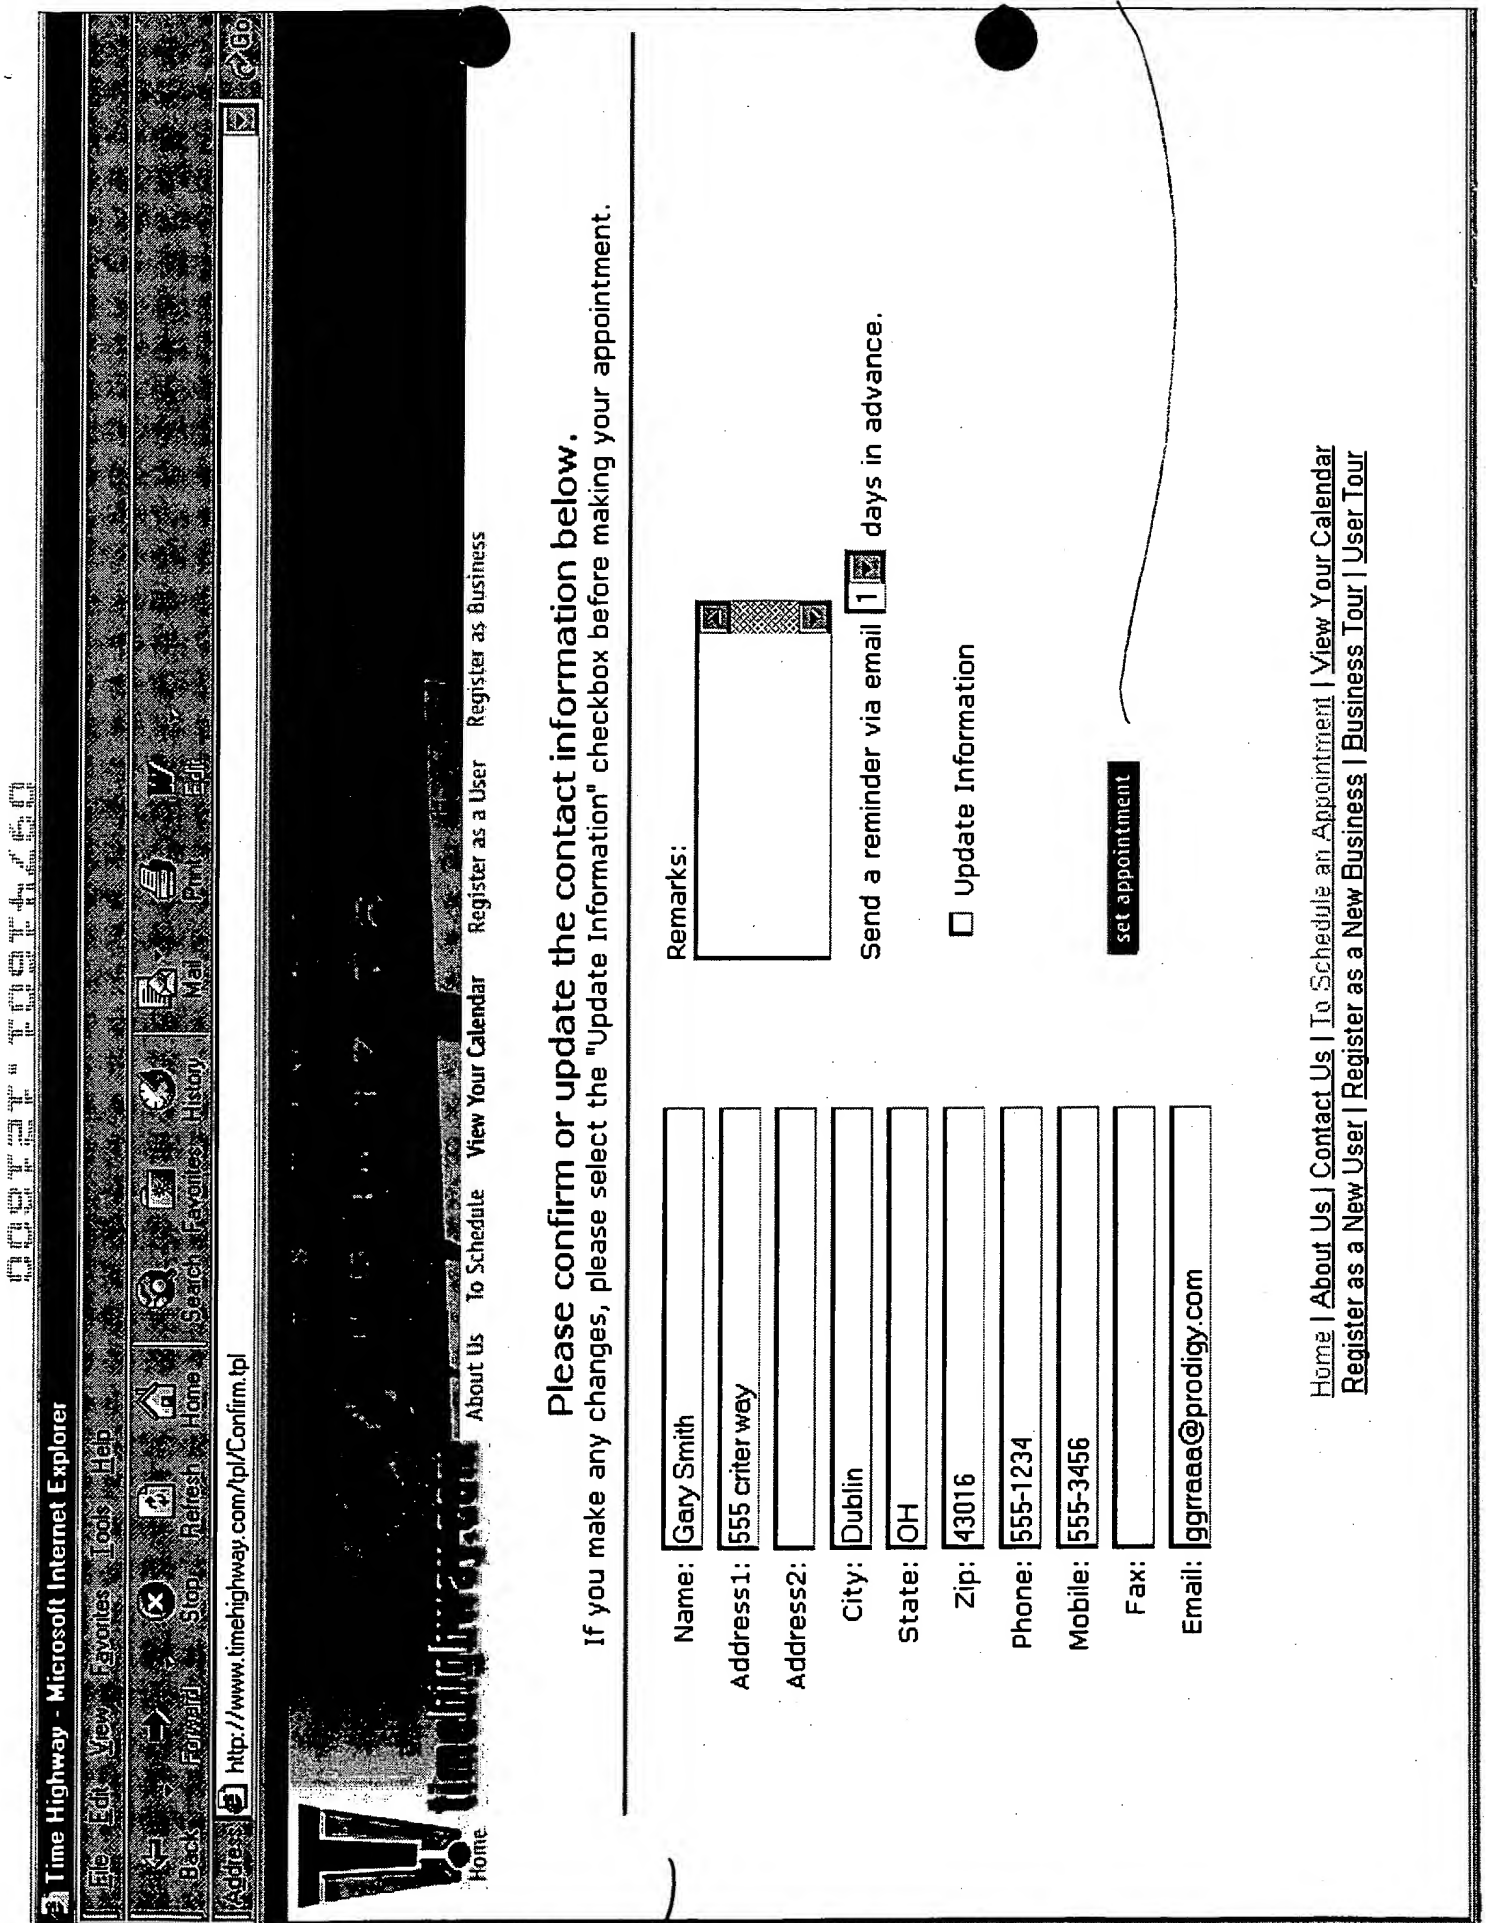 Time Highway - Microsoft Internet Explorer
File Edit View Favorites Tools Help
Back Forward Stop Refresh Home Search Favorites History Mail Print Edit
Address http://www.timehighway.com/tpl/Confirm.tpl Go
Home About Us To Schedule View Your Calendar Register as a User Register as Business
Please confirm or update the contact information below.
If you make any changes, please select the "Update Information" checkbox before making your appointment.
Name: Gary Smith
Address1: 555 criter way
Address2:
City: Dublin
State: OH
Zip: 43016
Phone: 555-1234
Mobile: 555-3456
Fax:
Email: ggrraaa@prodigy.com
Remarks:
Send a reminder via email 1 days in advance.
Update Information
set appointment
Home | About Us | Contact Us | To Schedule an Appointment | View Your Calendar
Register as a New User | Register as a New Business | Business Tour | User Tour